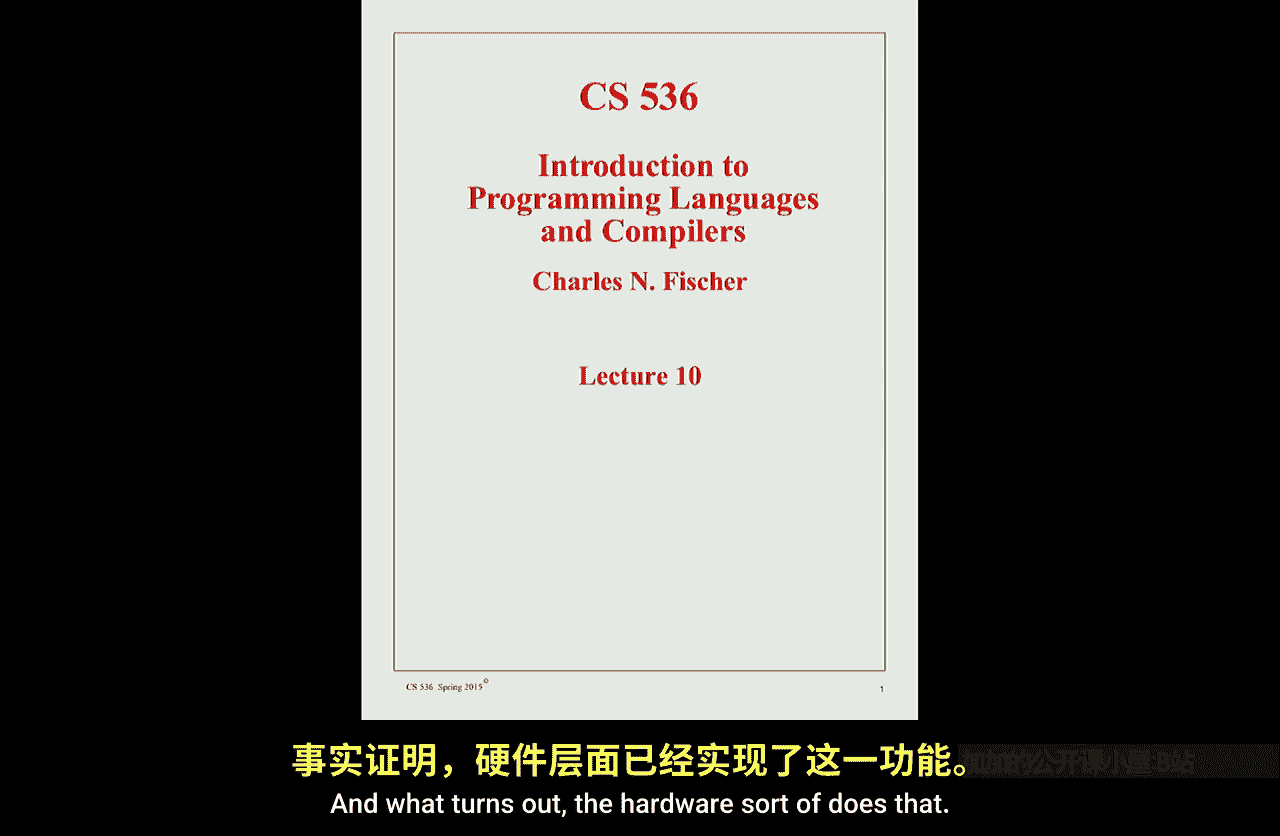 CS 536
Introduction to
Programming Languages
and Compilers
Charles N. Fischer
Lecture 10
CS 536 Spring 2015©
1
事实证明，硬件层面已经实现了这一功能。
And what turns out, the hardware sort of does that.